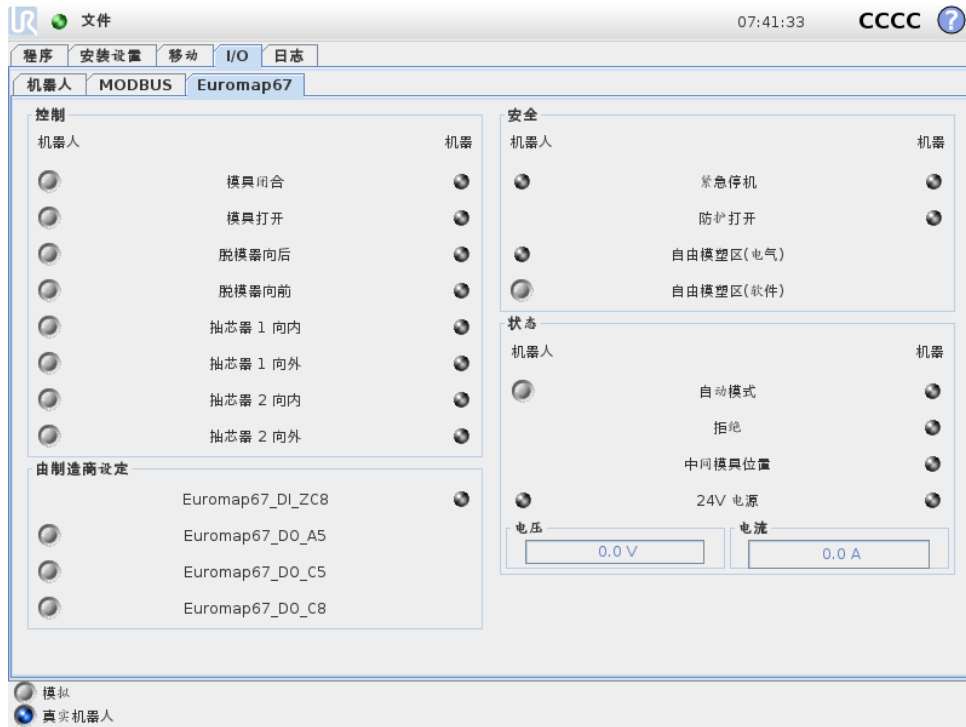 UR 文件 07:41:33 CCCC ?
程序 安装设置 移动 I/O 日志
机器人 MODBUS Euromap67
控制
机器人 机器
模具闭合
模具打开
脱模器向后
脱模器向前
抽芯器 1 向内
抽芯器 1 向外
抽芯器 2 向内
抽芯器 2 向外
由制造商设定
Euromap67_DI_ZC8
Euromap67_DO_A5
Euromap67_DO_C5
Euromap67_DO_C8
安全
机器人 机器
紧急停机
防护打开
自由模塑区(电气)
自由模塑区(软件)
状态
机器人 机器
自动模式
拒绝
中间模具位置
24V 电源
电压 电流
0.0 V 0.0 A
模拟
真实机器人